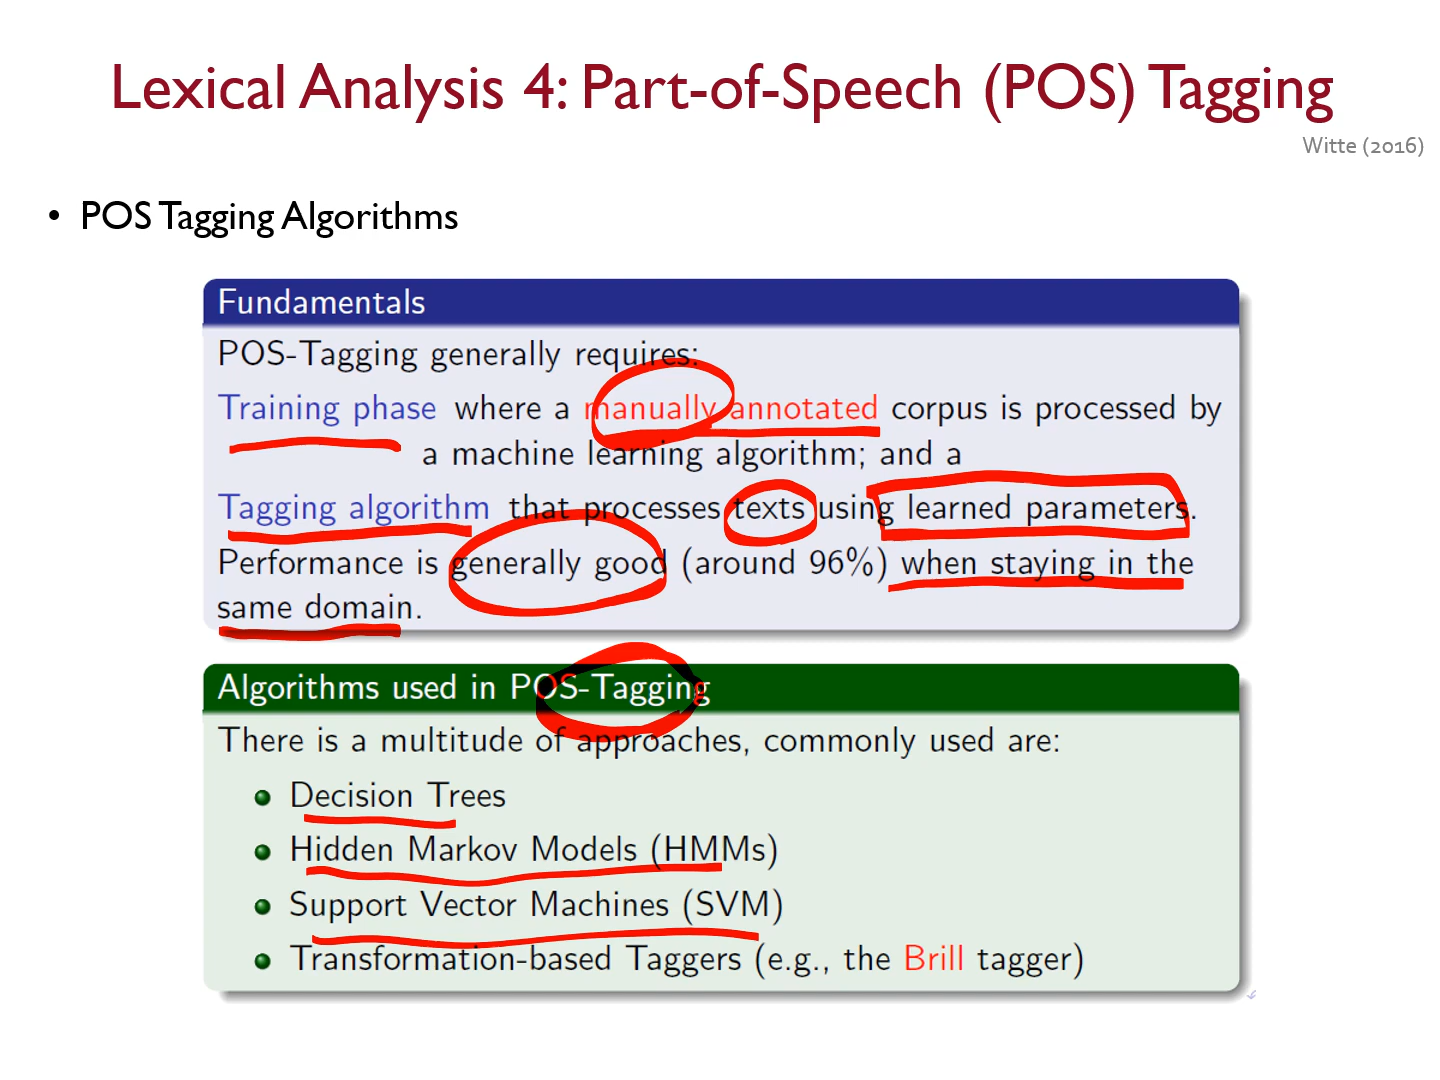 Lexical Analysis 4: Part-of-Speech (POS) Tagging
Witte (2016)
• POS Tagging Algorithms
Fundamentals
POS-Tagging generally requires:
Training phase where a manually annotated corpus is processed by
a machine learning algorithm; and a
Tagging algorithm that processes texts using learned parameters.
Performance is generally good (around 96%) when staying in the
same domain.
Algorithms used in POS-Tagging
There is a multitude of approaches, commonly used are:
Decision Trees
Hidden Markov Models (HMMs)
Support Vector Machines (SVM)
Transformation-based Taggers (e.g., the Brill tagger)